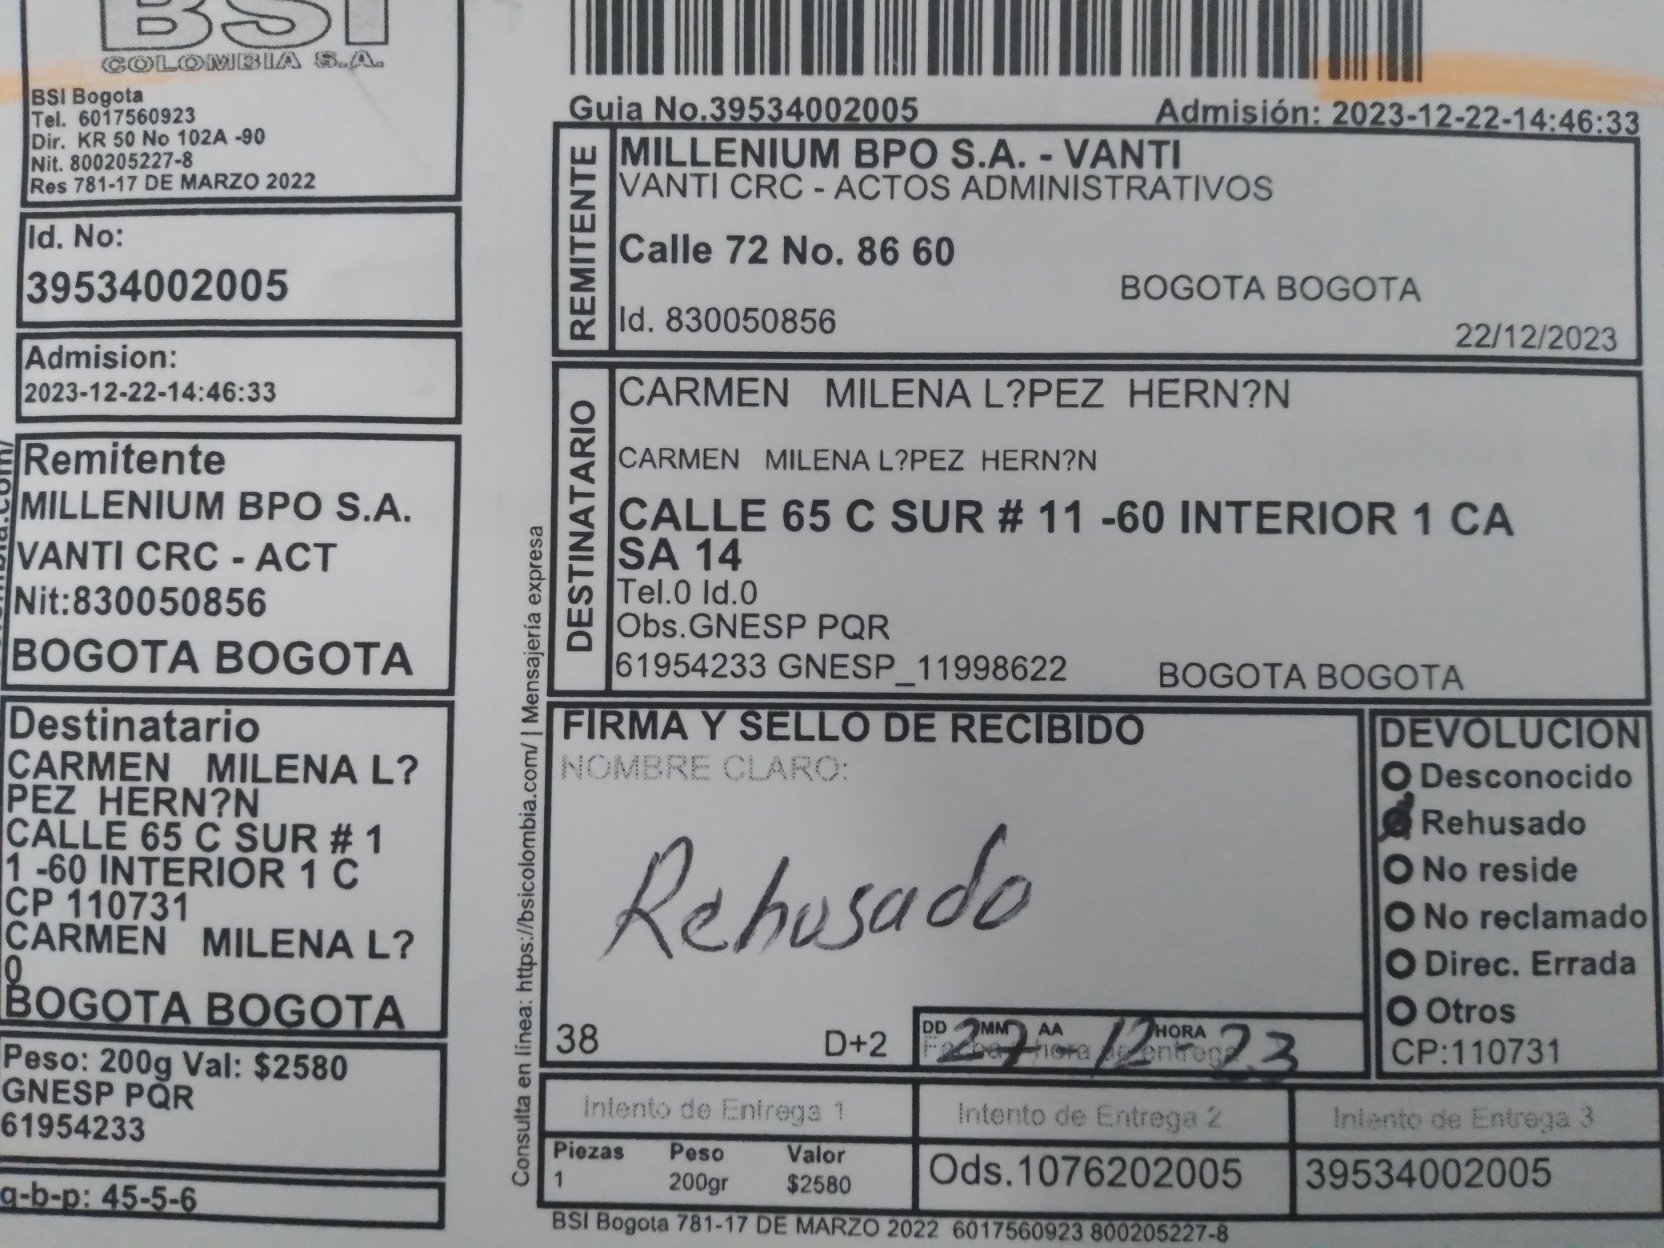 BSI
COLOMBIA S.A.
BSI Bogota
Tel. 6017560923
Dir. KR 50 No 102A -90
Nit. 800205227-8
Res 781-17 DE MARZO 2022
Id. No:
39534002005
Admision:
2023-12-22-14:46:33
Remitente
MILLENIUM BPO S.A.
VANTI CRC - ACT
Nit:830050856
BOGOTA BOGOTA
Destinatario
CARMEN MILENA L?
PEZ HERN?N
CALLE 65 C SUR # 1
1 -60 INTERIOR 1 C
CP 110731
CARMEN MILENA L?
0
BOGOTA BOGOTA
Peso: 200g Val: $2580
GNESP PQR
61954233
q-b-p: 45-5-6
Consulta en línea: https://bsicolombia.com/ | Mensajería expresa
Guia No.39534002005 Admisión: 2023-12-22-14:46:33
REMITENTE
MILLENIUM BPO S.A. - VANTI
VANTI CRC - ACTOS ADMINISTRATIVOS
Calle 72 No. 86 60
BOGOTA BOGOTA
Id. 830050856
22/12/2023
DESTINATARIO
CARMEN MILENA L?PEZ HERN?N
CARMEN MILENA L?PEZ HERN?N
CALLE 65 C SUR # 11 -60 INTERIOR 1 CA
SA 14
Tel.0 Id.0
Obs.GNESP PQR
61954233 GNESP_11998622 BOGOTA BOGOTA
FIRMA Y SELLO DE RECIBIDO
NOMBRE CLARO:
Rehusado
38 D+2
DD MM AA HORA
Fecha y hora de entrega
27-12-23
DEVOLUCION
Desconocido
Rehusado
No reside
No reclamado
Direc. Errada
Otros
CP:110731
Intento de Entrega 1 Intento de Entrega 2 Intento de Entrega 3
Piezas Peso Valor
1 200gr $2580
Ods.1076202005 39534002005
BSI Bogota 781-17 DE MARZO 2022 6017560923 800205227-8